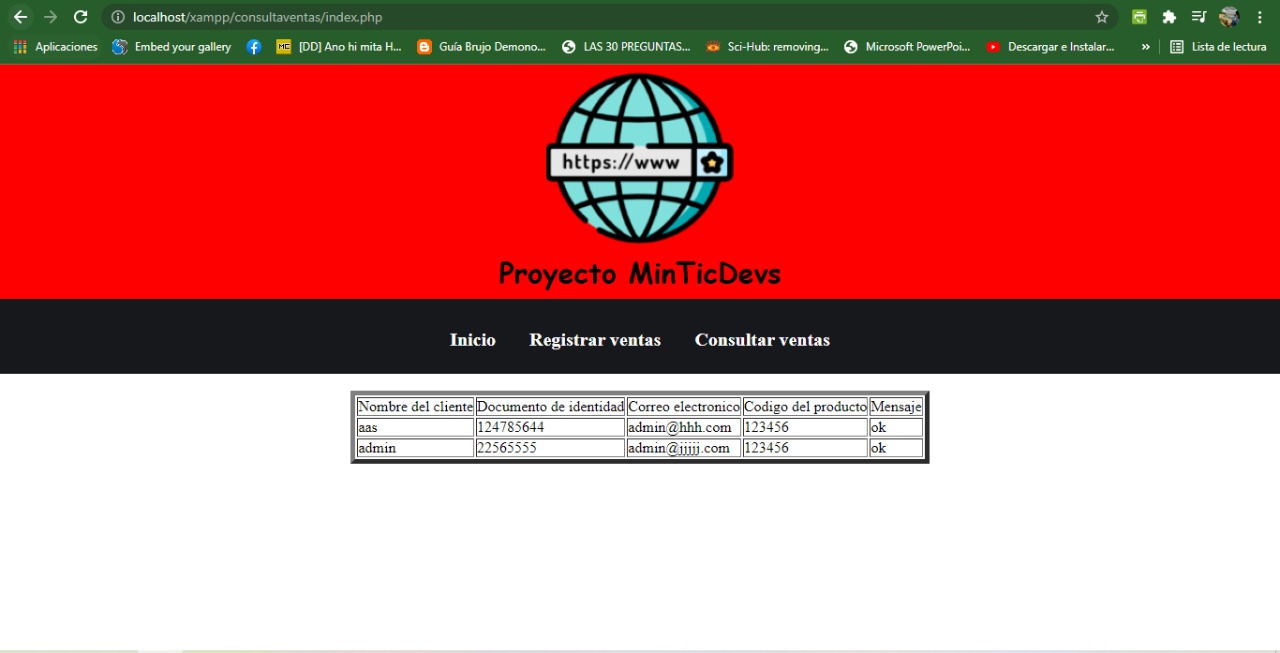 localhost/xampp/consultaventas/index.php
Aplicaciones Embed your gallery MC [DD] Ano hi mita H... Guía Brujo Demono... LAS 30 PREGUNTAS... Sci-Hub: removing... Microsoft PowerPoi... Descargar e Instalar... » Lista de lectura
https://www
Proyecto MinTicDevs
Inicio Registrar ventas Consultar ventas
Nombre del cliente Documento de identidad Correo electronico Codigo del producto Mensaje
aas 124785644 admin@hhh.com 123456 ok
admin 22565555 admin@jjjjj.com 123456 ok